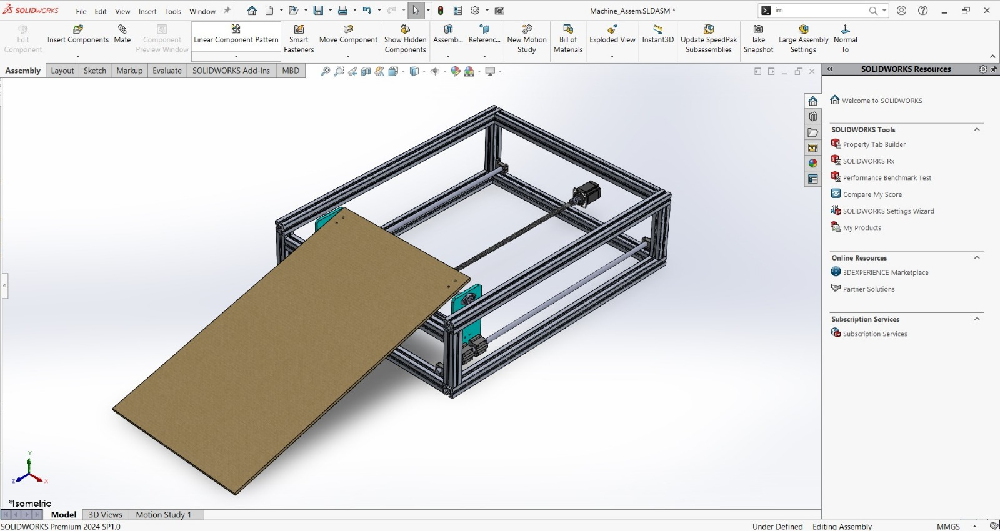 SOLIDWORKS File Edit View Insert Tools Window Machine_Assem.SLDASM * im
Edit Component
Insert Components
Mate
Component Preview Window
Linear Component Pattern
Smart Fasteners
Move Component
Show Hidden Components
Assemb...
Referenc...
New Motion Study
Bill of Materials
Exploded View
Instant3D
Update SpeedPak Subassemblies
Take Snapshot
Large Assembly Settings
Normal To
Assembly Layout Sketch Markup Evaluate SOLIDWORKS Add-Ins MBD
SOLIDWORKS Resources
Welcome to SOLIDWORKS
SOLIDWORKS Tools
Property Tab Builder
SOLIDWORKS Rx
Performance Benchmark Test
Compare My Score
SOLIDWORKS Settings Wizard
My Products
Online Resources
3DEXPERIENCE Marketplace
Partner Solutions
Subscription Services
Subscription Services
Y
Z X
*Isometric
Model 3D Views Motion Study 1
SOLIDWORKS Premium 2024 SP1.0 Under Defined Editing Assembly MMGS